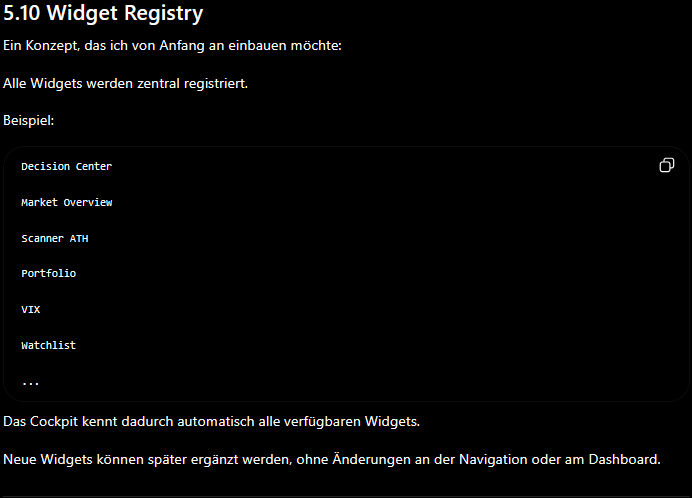 5.10 Widget Registry
Ein Konzept, das ich von Anfang an einbauen möchte:
Alle Widgets werden zentral registriert.
Beispiel:
Decision Center
Market Overview
Scanner ATH
Portfolio
VIX
Watchlist
...
Das Cockpit kennt dadurch automatisch alle verfügbaren Widgets.
Neue Widgets können später ergänzt werden, ohne Änderungen an der Navigation oder am Dashboard.